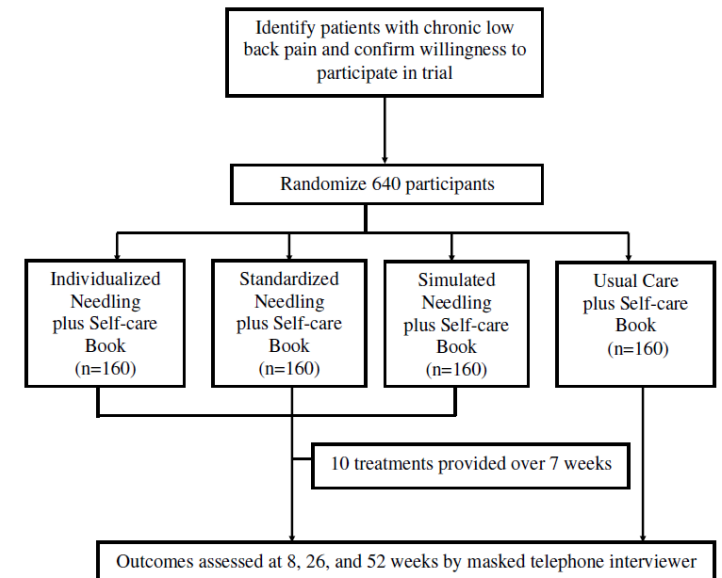 Identify patients with chronic low
back pain and confirm willingness to
participate in trial
Randomize 640 participants
Individualized
Needling
plus Self-care
Book
(n=160)
Standardized
Needling
plus Self-care
Book
(n=160)
Simulated
Needling
plus Self-care
Book
(n=160)
Usual Care
plus Self-care
Book
(n=160)
10 treatments provided over 7 weeks
Outcomes assessed at 8, 26, and 52 weeks by masked telephone interviewer